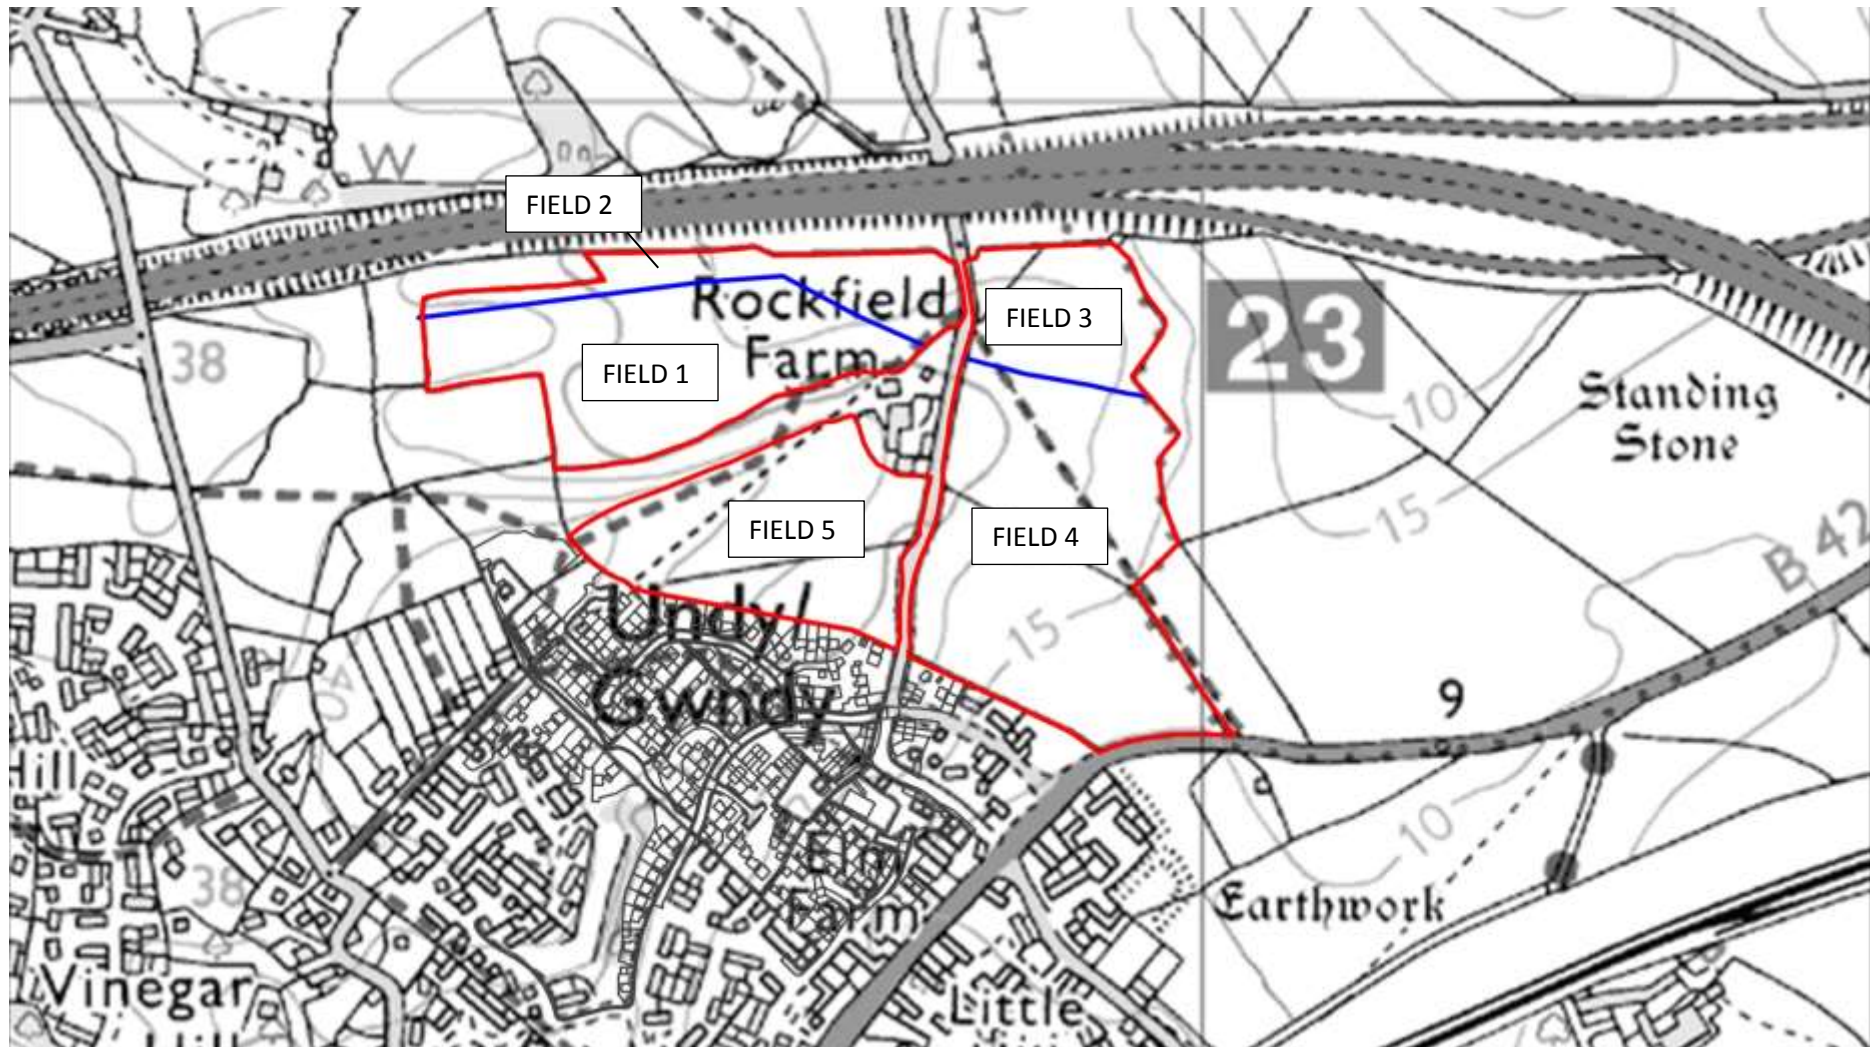 W
FIELD 2
Rockfield
Farm
FIELD 3
23
FIELD 1
38
10
Standing
Stone
15
FIELD 5
FIELD 4
B 42
Undy/
Gwndy
15
40
9
Hill
10
Elm
Farm
38
Earthwork
Vinegar
Little